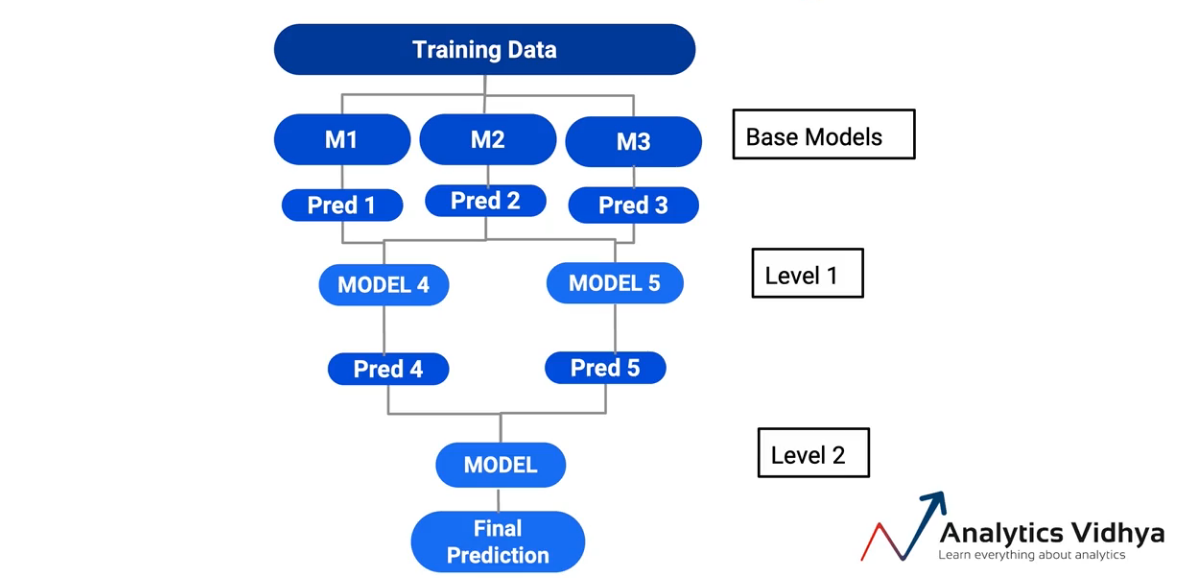 Training Data
M1
M2
M3
Base Models
Pred 1
Pred 2
Pred 3
MODEL 4
MODEL 5
Level 1
Pred 4
Pred 5
MODEL
Level 2
Final
Prediction
Analytics Vidhya
Learn everything about analytics